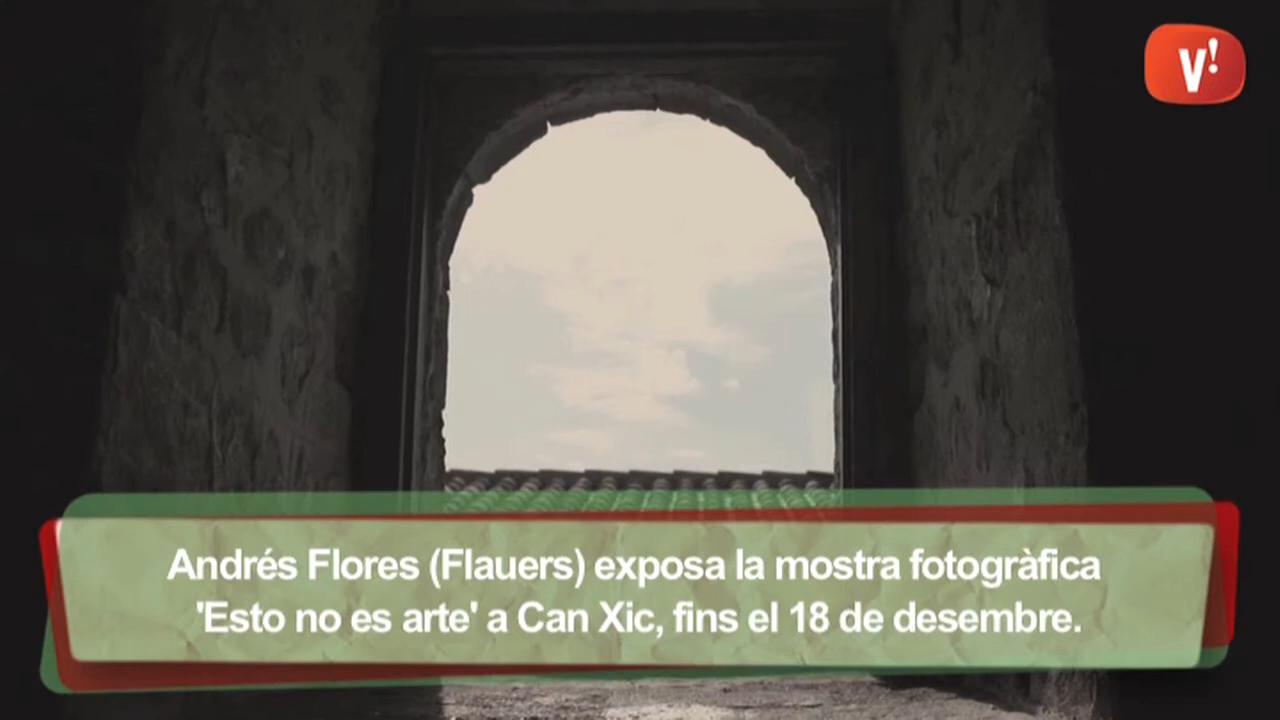 V!
Andrés Flores (Flauers) exposa la mostra fotogràfica
'Esto no es arte' a Can Xic, fins el 18 de desembre.